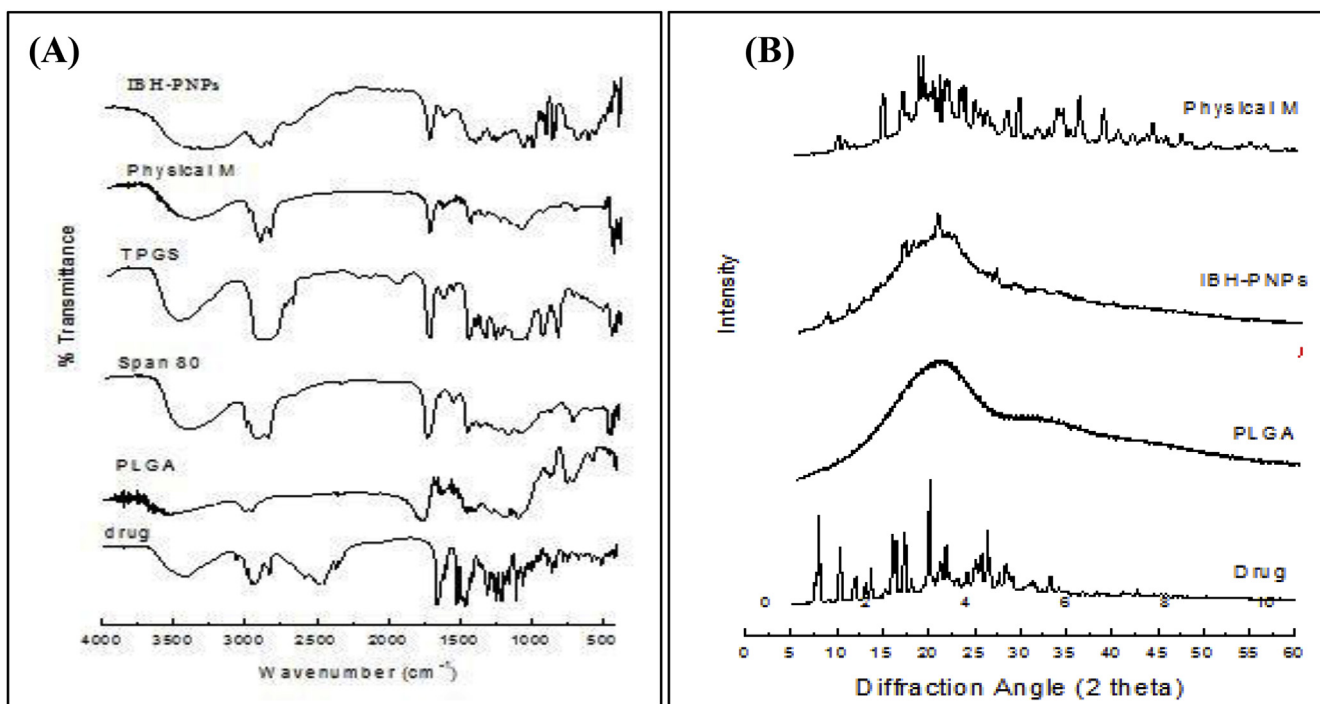 (A)
IBH-PNPs
Physical M
TPGS
Span 80
PLGA
drug
% Transmittance
4000 3500 3000 2500 2000 1500 1000 500
Wavenumber (cm⁻¹)
(B)
Physical M
IBH-PNPs
PLGA
Drug
Intensity
0 2 4 6 8 10
0 5 10 15 20 25 30 35 40 45 50 55 60
Diffraction Angle (2 theta)